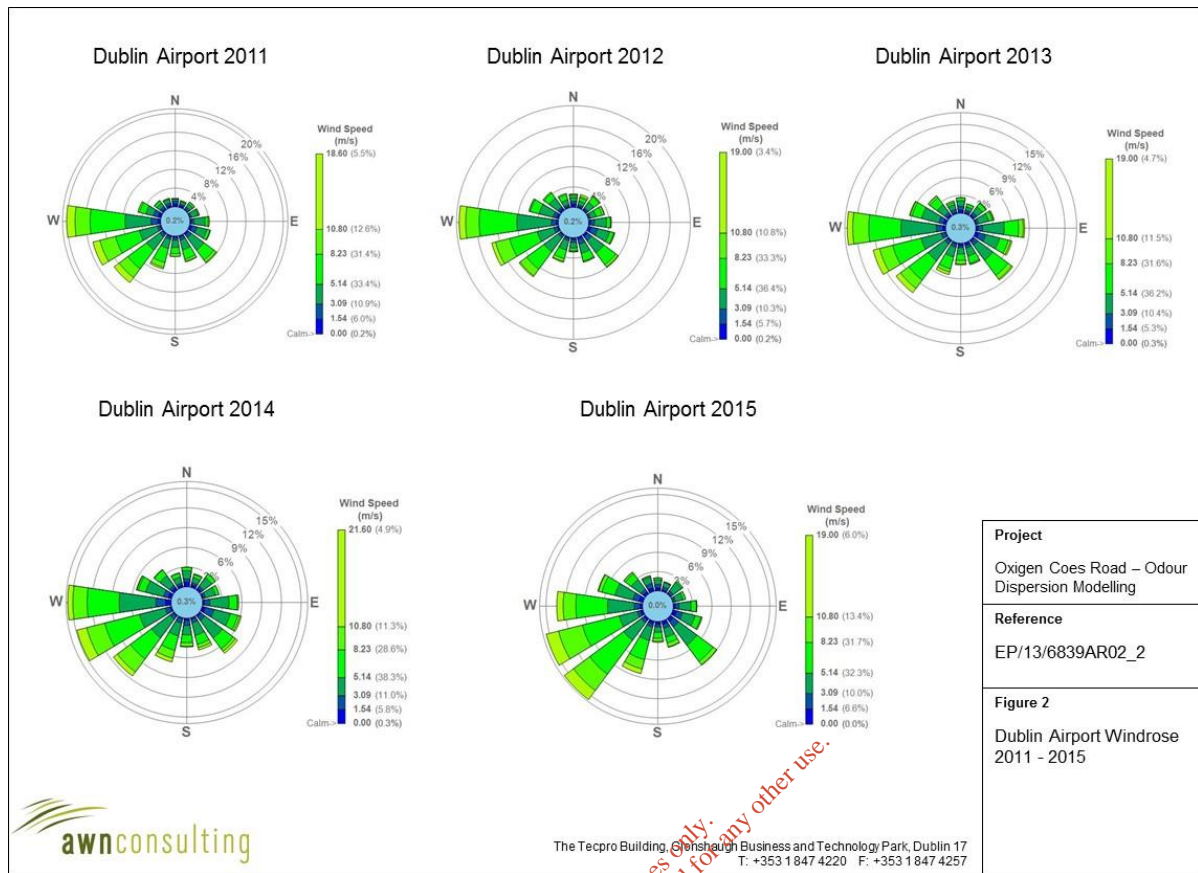 Dublin Airport 2011
N
20%
16%
12%
8%
4%
W
E
0.2%
S
Wind Speed
(m/s)
18.60 (5.5%)
10.80 (12.6%)
8.23 (31.4%)
5.14 (33.4%)
3.09 (10.9%)
1.54 (6.0%)
Calm-> 0.00 (0.2%)
Dublin Airport 2012
N
20%
16%
12%
8%
4%
W
E
0.2%
S
Wind Speed
(m/s)
19.00 (3.4%)
10.80 (10.8%)
8.23 (33.3%)
5.14 (36.4%)
3.09 (10.3%)
1.54 (5.7%)
Calm-> 0.00 (0.2%)
Dublin Airport 2013
N
15%
12%
9%
6%
W
E
0.3%
S
Wind Speed
(m/s)
19.00 (4.7%)
10.80 (11.5%)
8.23 (31.6%)
5.14 (36.2%)
3.09 (10.4%)
1.54 (5.3%)
Calm-> 0.00 (0.3%)
Dublin Airport 2014
N
15%
12%
9%
6%
W
E
0.3%
S
Wind Speed
(m/s)
21.60 (4.9%)
10.80 (11.3%)
8.23 (28.6%)
5.14 (38.3%)
3.09 (11.0%)
1.54 (5.8%)
Calm-> 0.00 (0.3%)
Dublin Airport 2015
N
15%
12%
9%
6%
3%
W
E
0.0%
S
Wind Speed
(m/s)
19.00 (6.0%)
10.80 (13.4%)
8.23 (31.7%)
5.14 (32.3%)
3.09 (10.0%)
1.54 (6.6%)
Calm-> 0.00 (0.0%)
Project
Oxigen Coes Road – Odour
Dispersion Modelling
Reference
EP/13/6839AR02_2
Figure 2
Dublin Airport Windrose
2011 - 2015
awnconsulting
es only.
d for any other use.
The Tecpro Building, Clonshaugh Business and Technology Park, Dublin 17
T: +353 1 847 4220 F: +353 1 847 4257